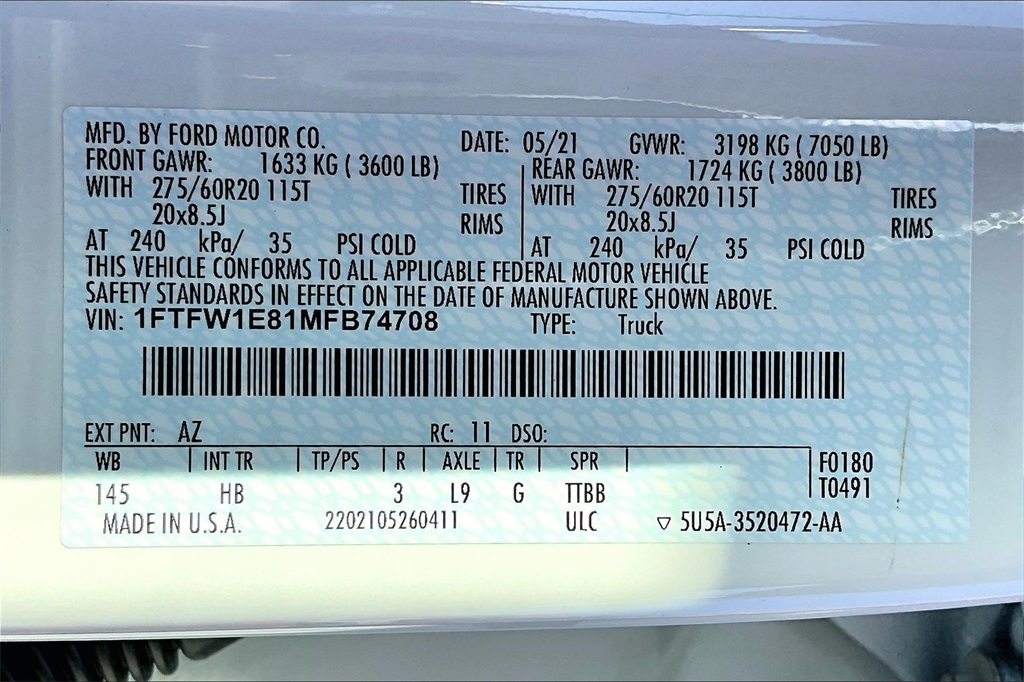 MFD. BY FORD MOTOR CO. DATE: 05/21 GVWR: 3198 KG ( 7050 LB)
FRONT GAWR: 1633 KG ( 3600 LB) REAR GAWR: 1724 KG ( 3800 LB)
WITH 275/60R20 115T TIRES WITH 275/60R20 115T TIRES
20x8.5J RIMS 20x8.5J RIMS
AT 240 kPa/ 35 PSI COLD AT 240 kPa/ 35 PSI COLD
THIS VEHICLE CONFORMS TO ALL APPLICABLE FEDERAL MOTOR VEHICLE
SAFETY STANDARDS IN EFFECT ON THE DATE OF MANUFACTURE SHOWN ABOVE.
VIN: 1FTFW1E81MFB74708 TYPE: Truck
EXT PNT: AZ RC: 11 DSO:
WB INT TR TP/PS R AXLE TR SPR F0180
145 HB 3 L9 G TTBB T0491
MADE IN U.S.A. 2202105260411 ULC ▽ 5U5A-3520472-AA